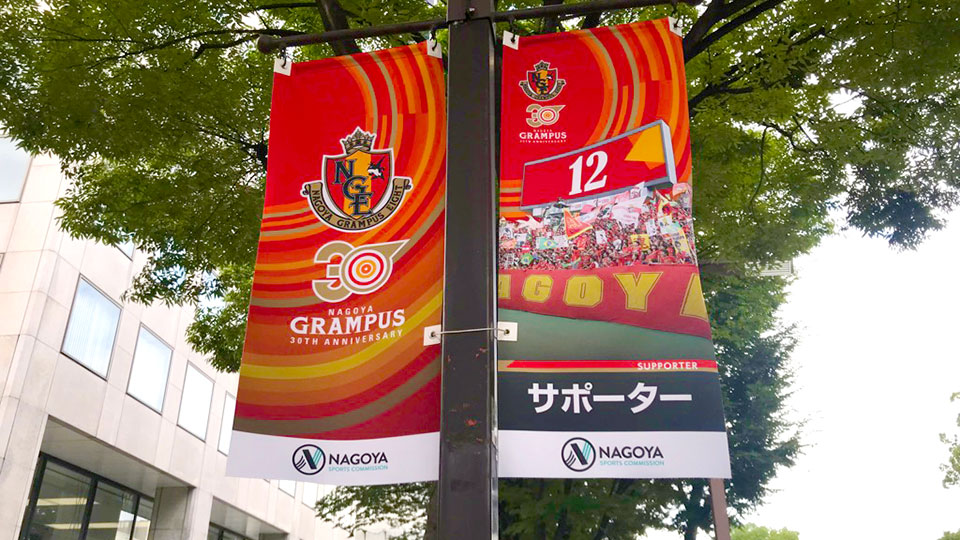 NGE
NAGOYA GRAMPUS EIGHT
30
NAGOYA
GRAMPUS
30TH ANNIVERSARY
NAGOYA
SPORTS COMMISSION
30
NAGOYA
GRAMPUS
30TH ANNIVERSARY
12
AGOYA
SUPPORTER
サポーター
NAGOYA
SPORTS COMMISSION